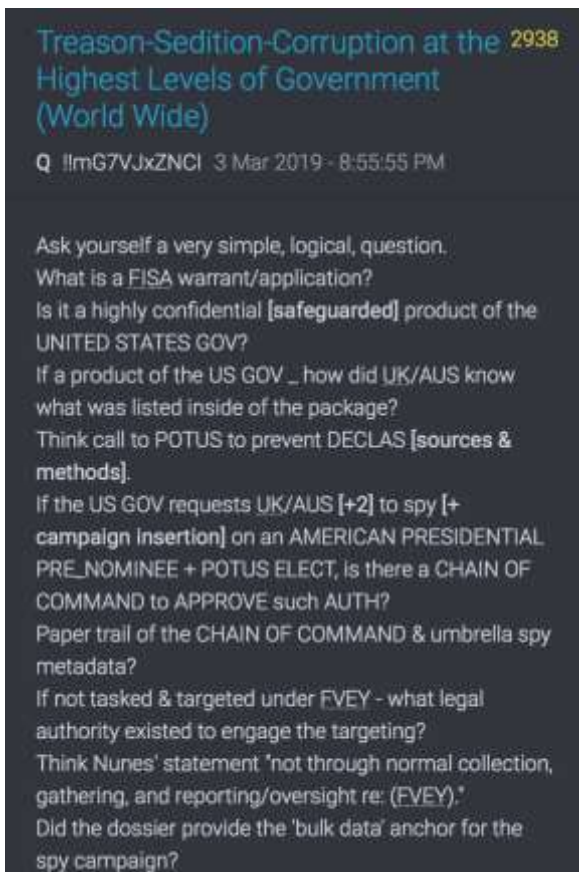 Treason-Sedition-Corruption at the 2938
Highest Levels of Government
(World Wide)
Q !!mG7VJxZNCI 3 Mar 2019 - 8:55:55 PM
Ask yourself a very simple, logical, question.
What is a FISA warrant/application?
Is it a highly confidential [safeguarded] product of the
UNITED STATES GOV?
If a product of the US GOV _ how did UK/AUS know
what was listed inside of the package?
Think call to POTUS to prevent DECLAS [sources &
methods].
If the US GOV requests UK/AUS [+2] to spy [+
campaign insertion] on an AMERICAN PRESIDENTIAL
PRE_NOMINEE + POTUS ELECT, is there a CHAIN OF
COMMAND to APPROVE such AUTH?
Paper trail of the CHAIN OF COMMAND & umbrella spy
metadata?
If not tasked & targeted under FVEY - what legal
authority existed to engage the targeting?
Think Nunes' statement "not through normal collection,
gathering, and reporting/oversight re: (FVEY)."
Did the dossier provide the 'bulk data' anchor for the
spy campaign?